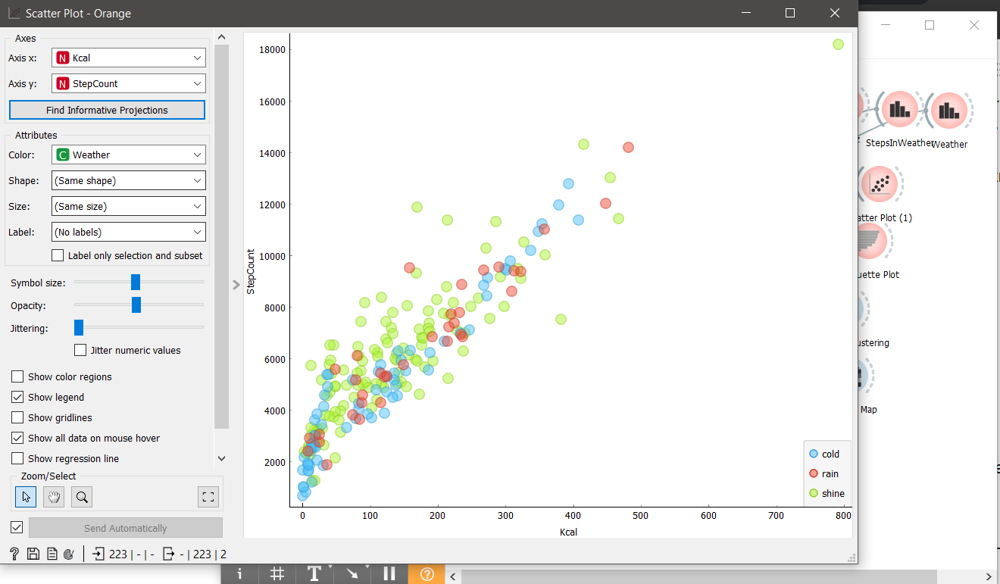 Scatter Plot - Orange
Axes
Axis x: N Kcal
Axis y: N StepCount
Find Informative Projections
Attributes
Color: C Weather
Shape: (Same shape)
Size: (Same size)
Label: (No labels)
Label only selection and subset
Symbol size:
Opacity:
Jittering:
Jitter numeric values
Show color regions
Show legend
Show gridlines
Show all data on mouse hover
Show regression line
Zoom/Select
Send Automatically
? 223 | - | - - | 223 | 2
StepCount
18000
16000
14000
12000
10000
8000
6000
4000
2000
0 100 200 300 400 500 600 700 800
Kcal
cold
rain
shine
StepsInWeather
Weather
atter Plot (1)
uette Plot
ustering
Map
i # T ?